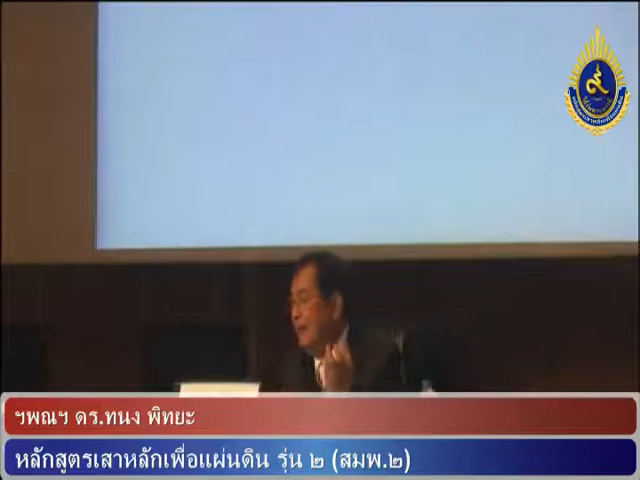 ฯพณฯ ดร.ทนง พิทยะ
หลักสูตรเสาหลักเพื่อแผ่นดิน รุ่น ๒ (สมพ.๒)